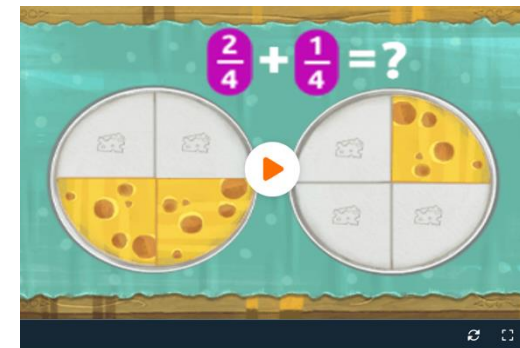 2/4 + 1/4 = ?